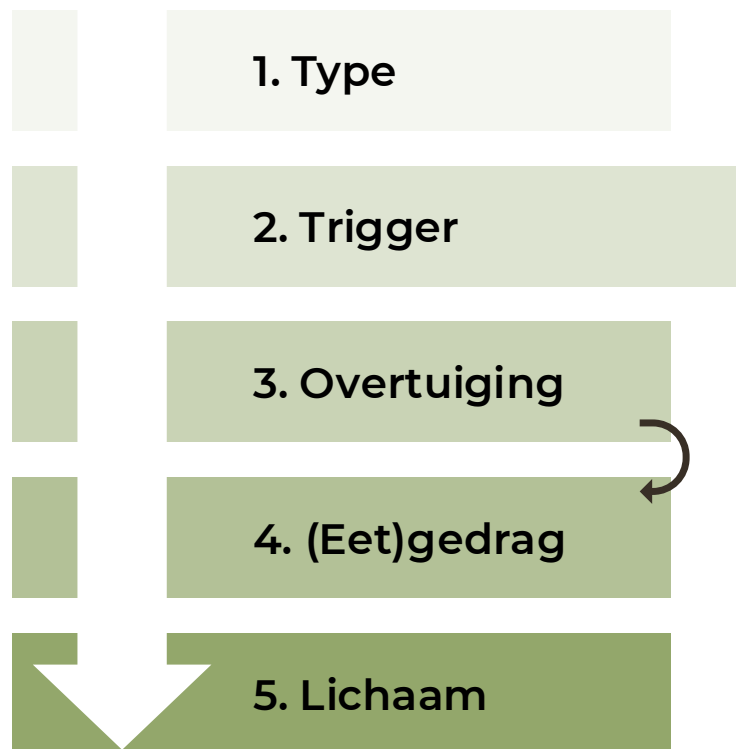 1. Type
2. Trigger
3. Overtuiging
4. (Eet)gedrag
5. Lichaam